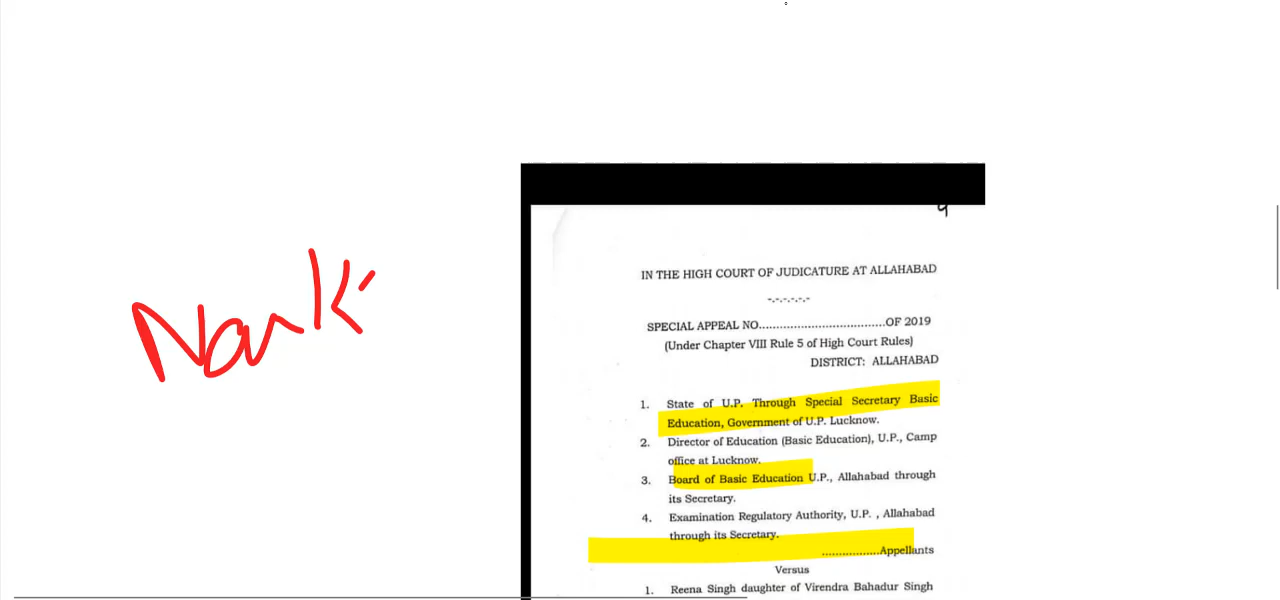 IN THE HIGH COURT OF JUDICATURE AT ALLAHABAD
-.-.-.-.-.-
SPECIAL APPEAL NO....................................OF 2019
(Under Chapter VIII Rule 5 of High Court Rules)
DISTRICT: ALLAHABAD
1. State of U.P. Through Special Secretary Basic
Education, Government of U.P. Lucknow.
2. Director of Education (Basic Education), U.P., Camp
office at Lucknow.
3. Board of Basic Education U.P., Allahabad through
its Secretary.
4. Examination Regulatory Authority, U.P. , Allahabad
through its Secretary.
.................Appellants
Versus
1. Reena Singh daughter of Virendra Bahadur Singh